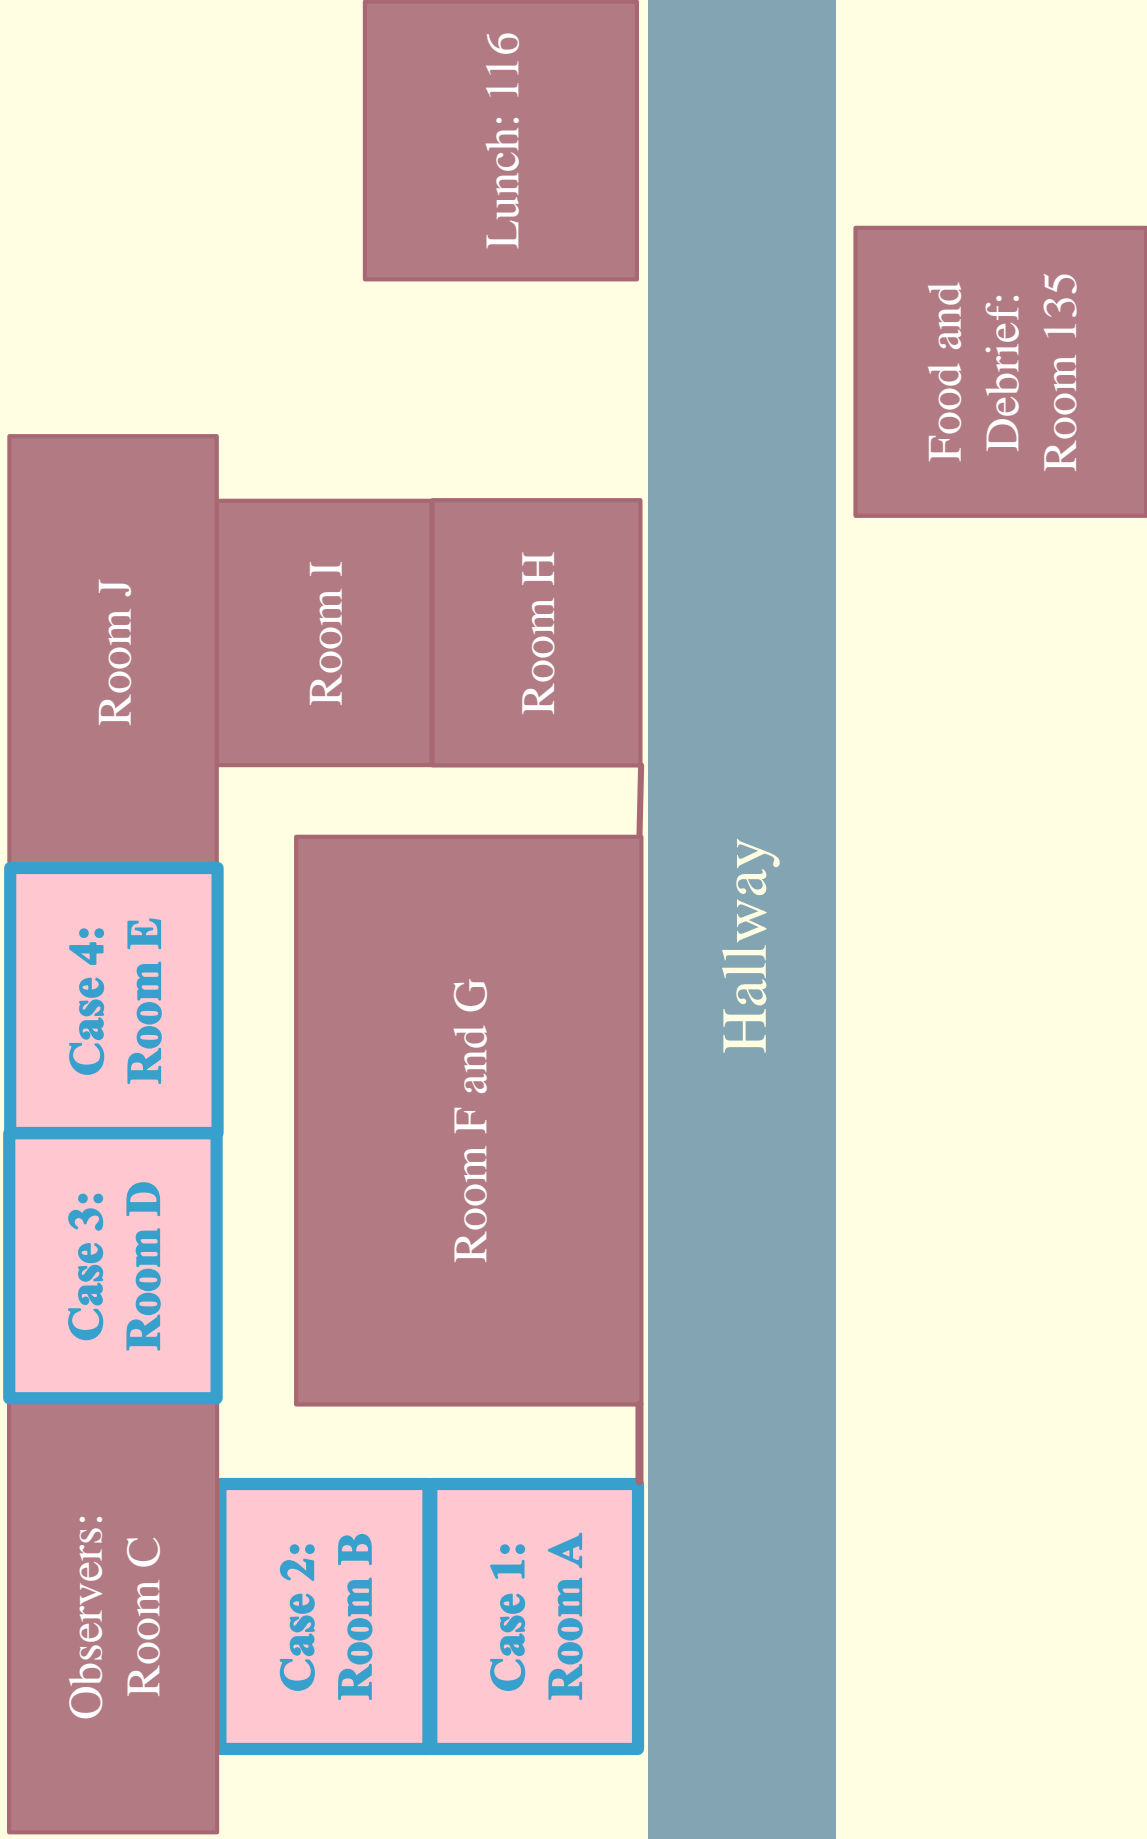 Observers:
Room C
Case 3:
Room D
Case 4:
Room E
Room J
Case 2:
Room B
Room I
Case 1:
Room A
Room F and G
Room H
Lunch: 116
Hallway
Food and
Debrief:
Room 135